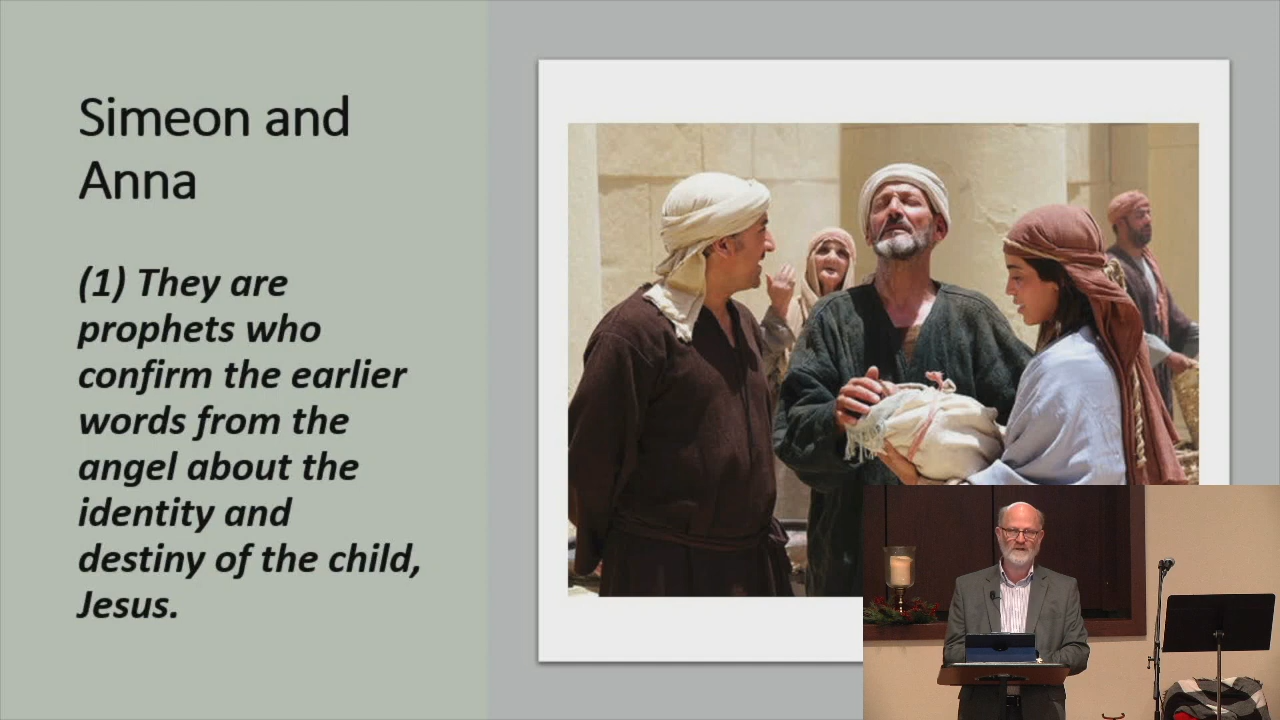 Simeon and
Anna
(1) They are
prophets who
confirm the earlier
words from the
angel about the
identity and
destiny of the child,
Jesus.